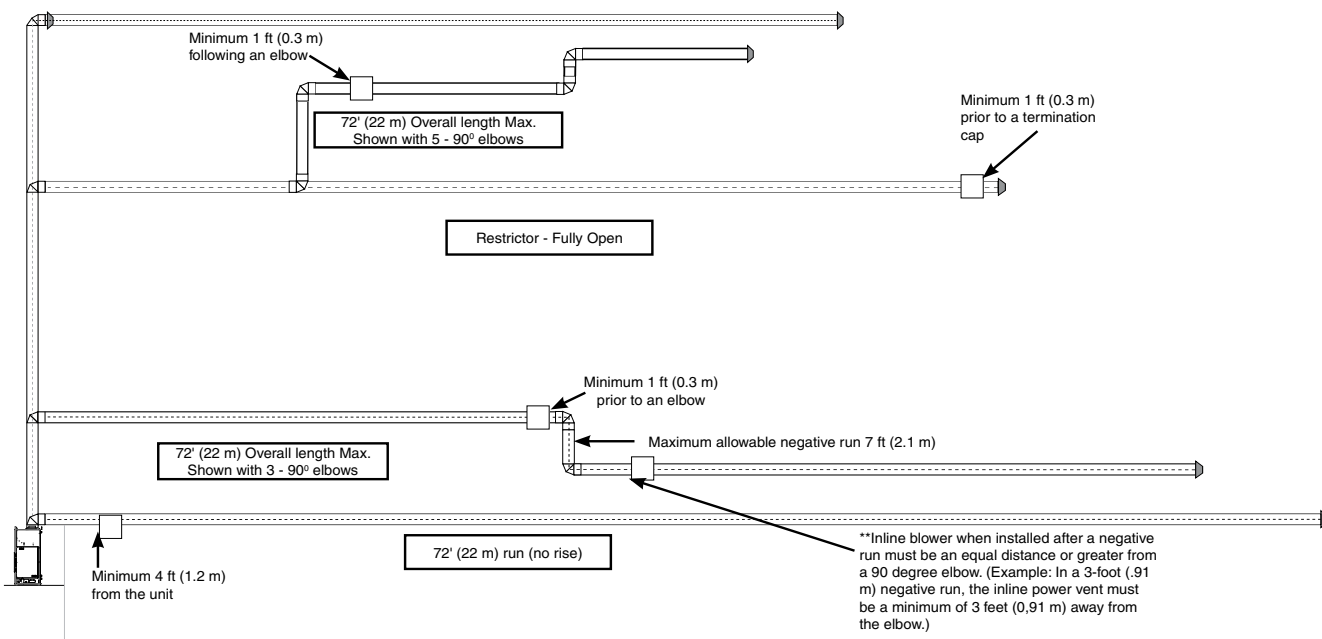 Minimum 1 ft (0.3 m)
following an elbow
72' (22 m) Overall length Max.
Shown with 5 - 90⁰ elbows
Minimum 1 ft (0.3 m)
prior to a termination
cap
Restrictor - Fully Open
Minimum 1 ft (0.3 m)
prior to an elbow
Maximum allowable negative run 7 ft (2.1 m)
72' (22 m) Overall length Max.
Shown with 3 - 90⁰ elbows
72' (22 m) run (no rise)
Minimum 4 ft (1.2 m)
from the unit
**Inline blower when installed after a negative
run must be an equal distance or greater from
a 90 degree elbow. (Example: In a 3-foot (.91
m) negative run, the inline power vent must
be a minimum of 3 feet (0,91 m) away from
the elbow.)